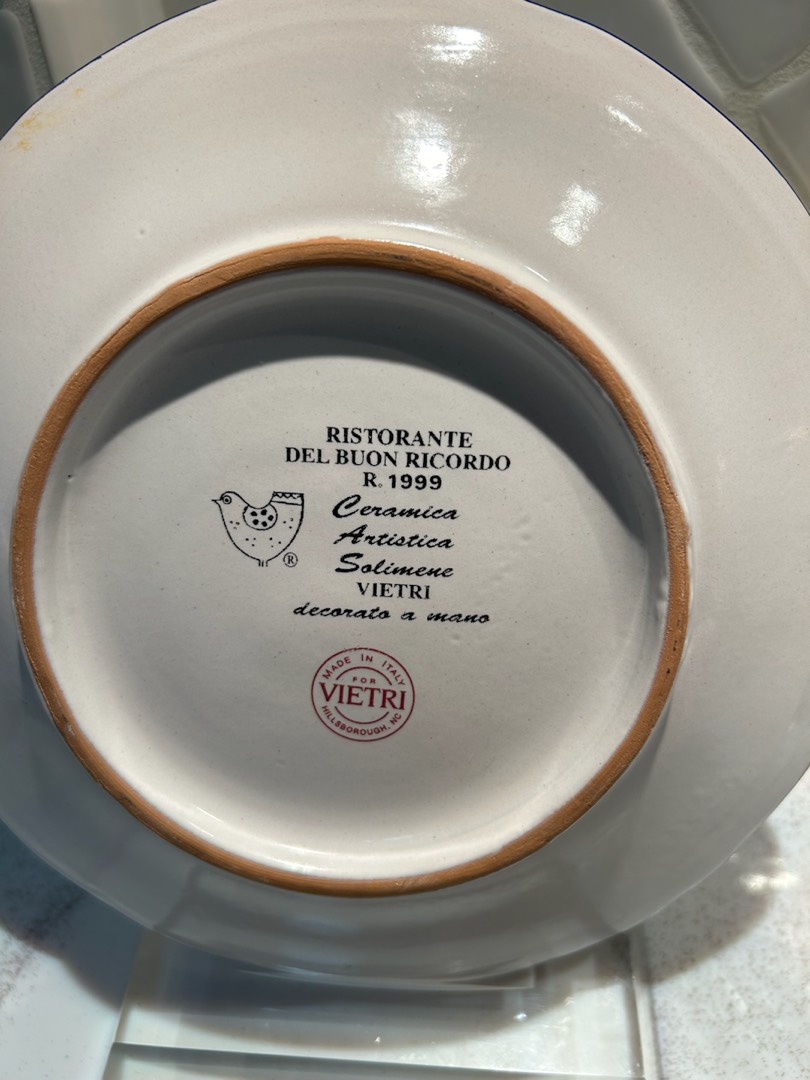 RISTORANTE
DEL BUON RICORDO
R. 1999
Ceramica
Artistica
Solimene
VIETRI
decorato a mano
®
MADE IN ITALY
FOR
VIETRI
HILLSBOROUGH, NC